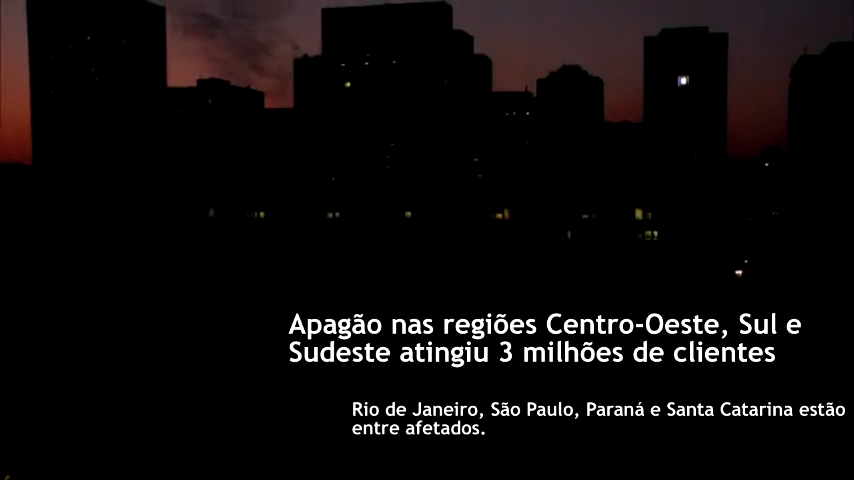 Apagão nas regiões Centro-Oeste, Sul e
Sudeste atingiu 3 milhões de clientes
Rio de Janeiro, São Paulo, Paraná e Santa Catarina estão
entre afetados.